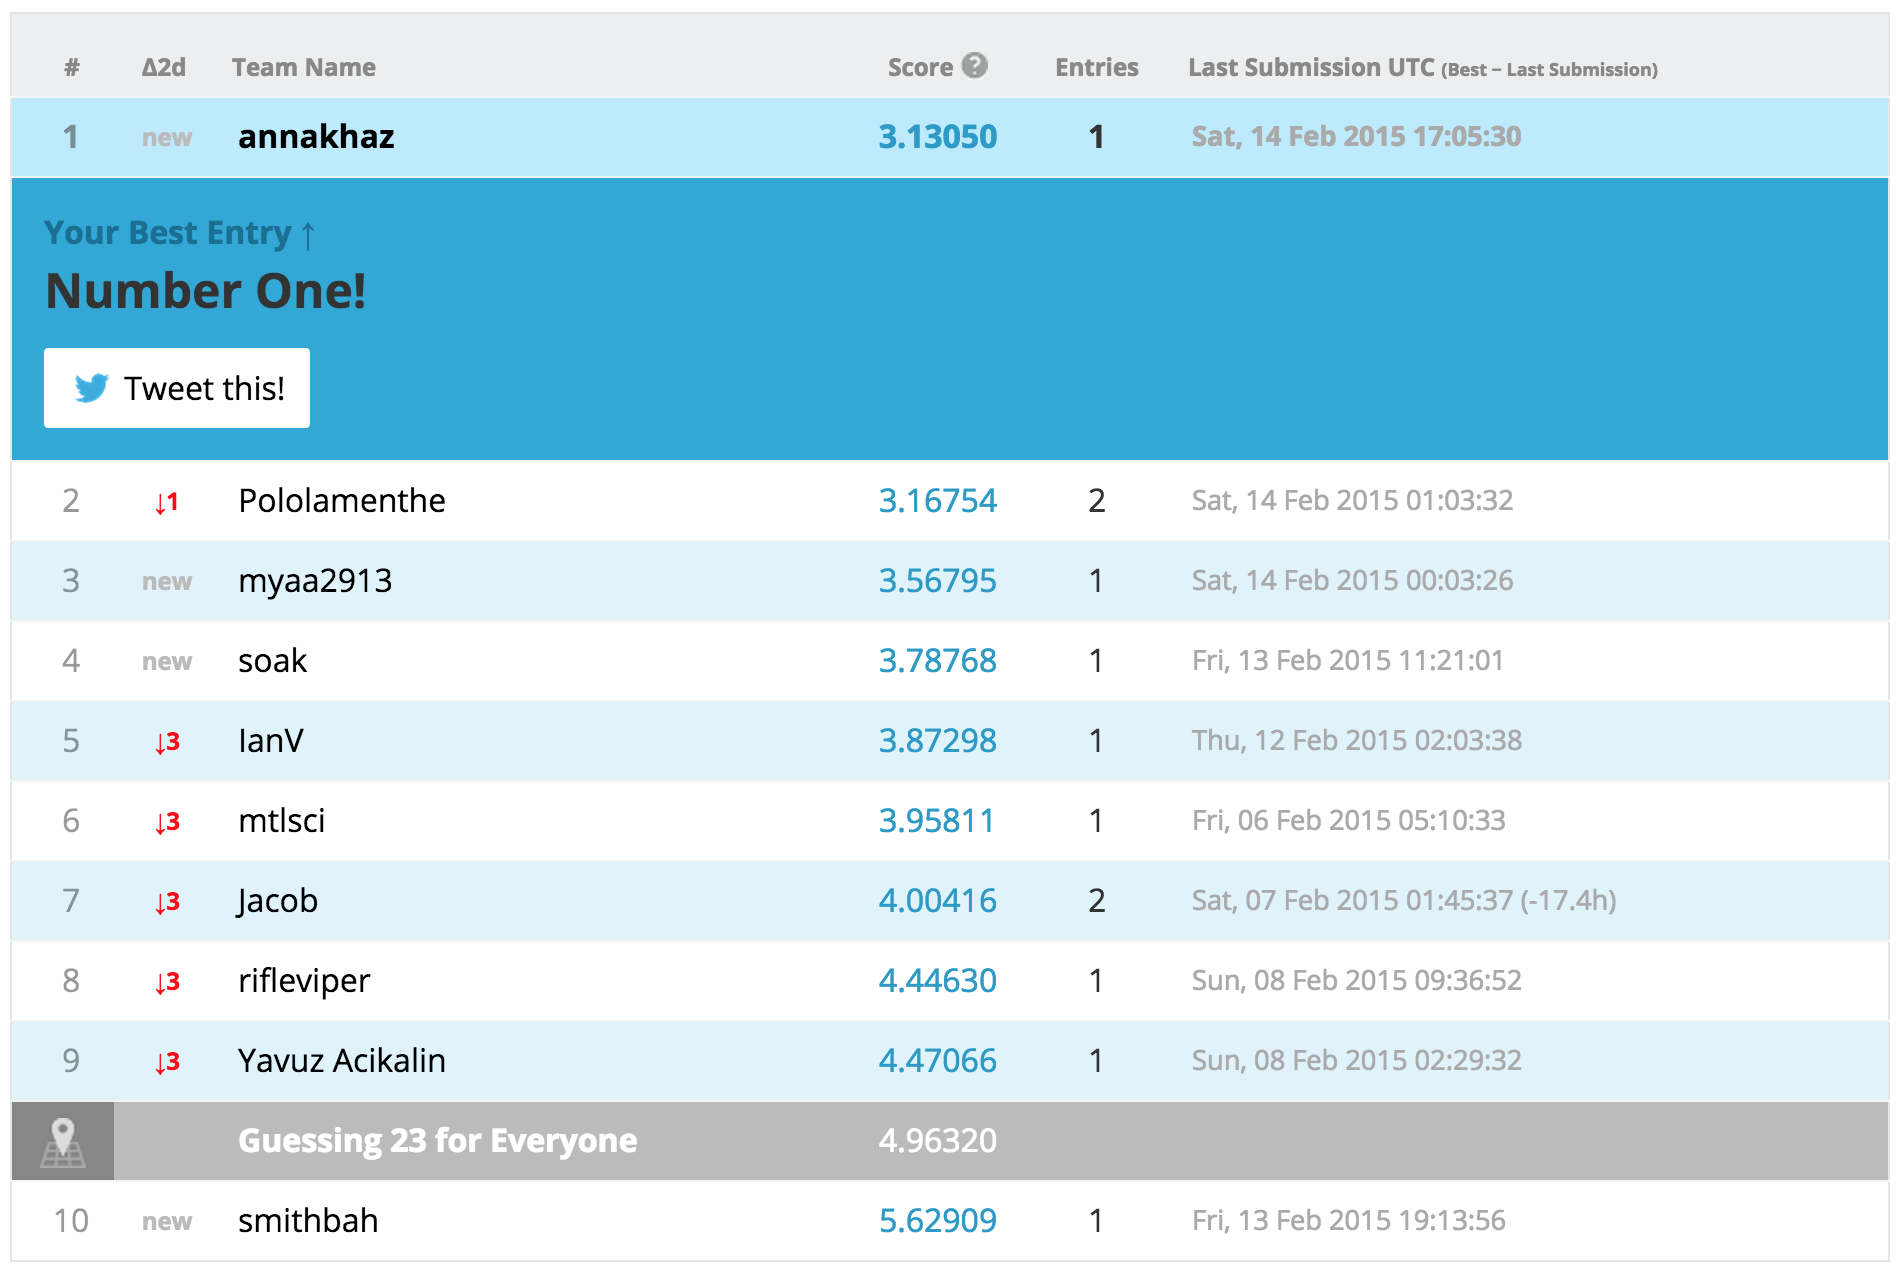 # Δ2d Team Name Score ? Entries Last Submission UTC (Best – Last Submission)
1 new annakhaz 3.13050 1 Sat, 14 Feb 2015 17:05:30
Your Best Entry ↑
Number One!
Tweet this!
2 ↓1 Pololamenthe 3.16754 2 Sat, 14 Feb 2015 01:03:32
3 new myaa2913 3.56795 1 Sat, 14 Feb 2015 00:03:26
4 new soak 3.78768 1 Fri, 13 Feb 2015 11:21:01
5 ↓3 IanV 3.87298 1 Thu, 12 Feb 2015 02:03:38
6 ↓3 mtlsci 3.95811 1 Fri, 06 Feb 2015 05:10:33
7 ↓3 Jacob 4.00416 2 Sat, 07 Feb 2015 01:45:37 (-17.4h)
8 ↓3 rifleviper 4.44630 1 Sun, 08 Feb 2015 09:36:52
9 ↓3 Yavuz Acikalin 4.47066 1 Sun, 08 Feb 2015 02:29:32
Guessing 23 for Everyone 4.96320
10 new smithbah 5.62909 1 Fri, 13 Feb 2015 19:13:56